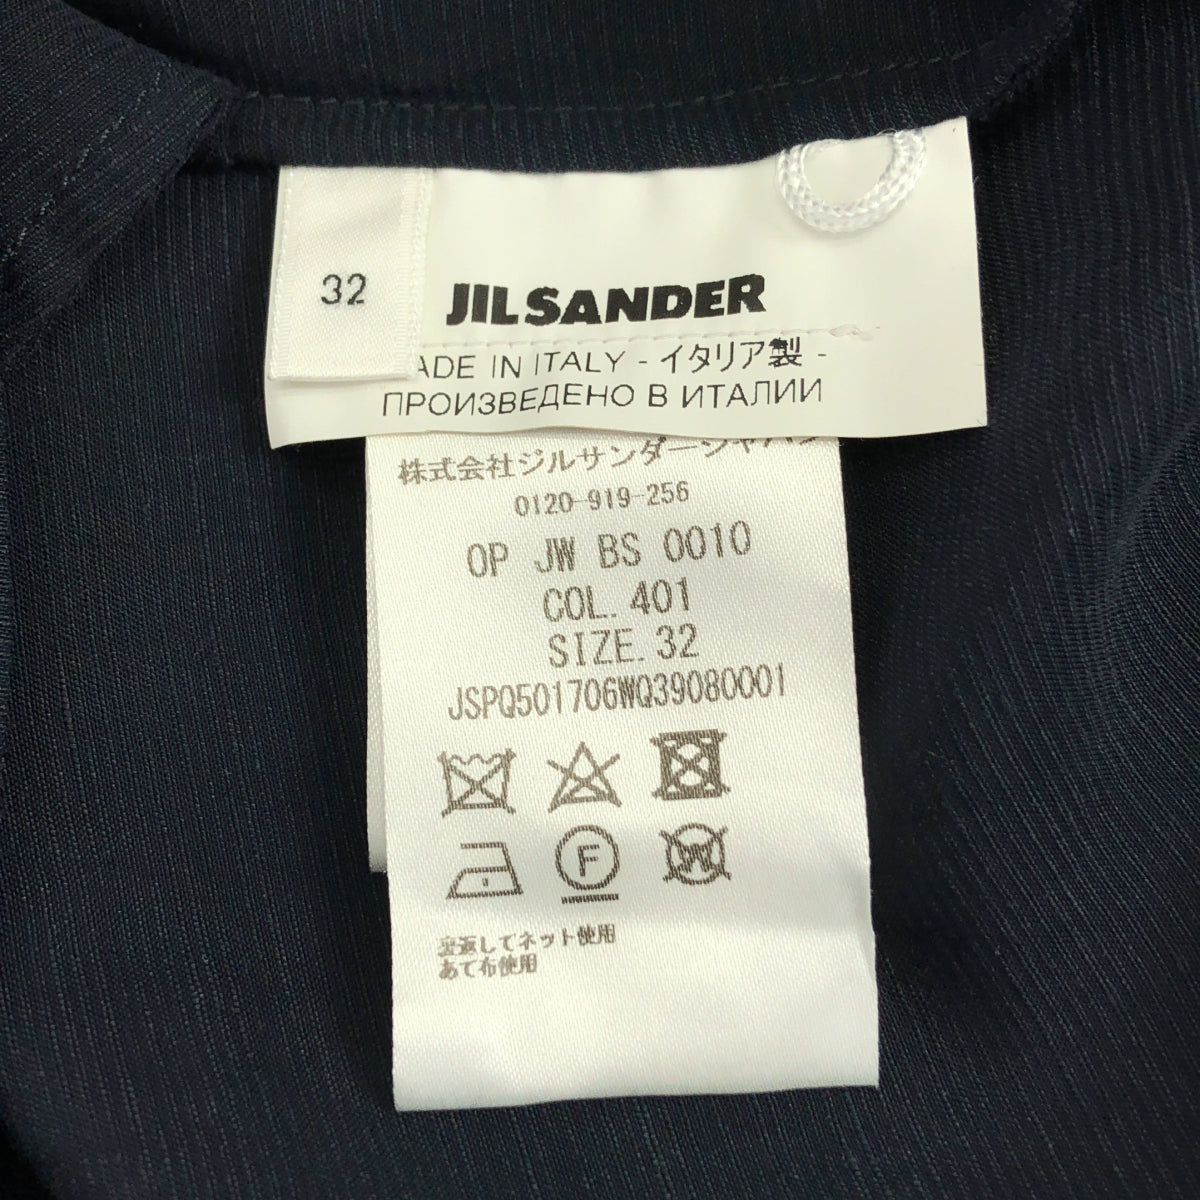 32
JIL SANDER
ADE IN ITALY - イタリア製 -
ПРОИЗВЕДЕНО В ИТАЛИИ
株式会社ジルサンダージャパン
0120-919-256
OP JW BS 0010
COL. 401
SIZE. 32
JSPQ501706WQ39080001
F
W
裏返してネット使用
あて布使用